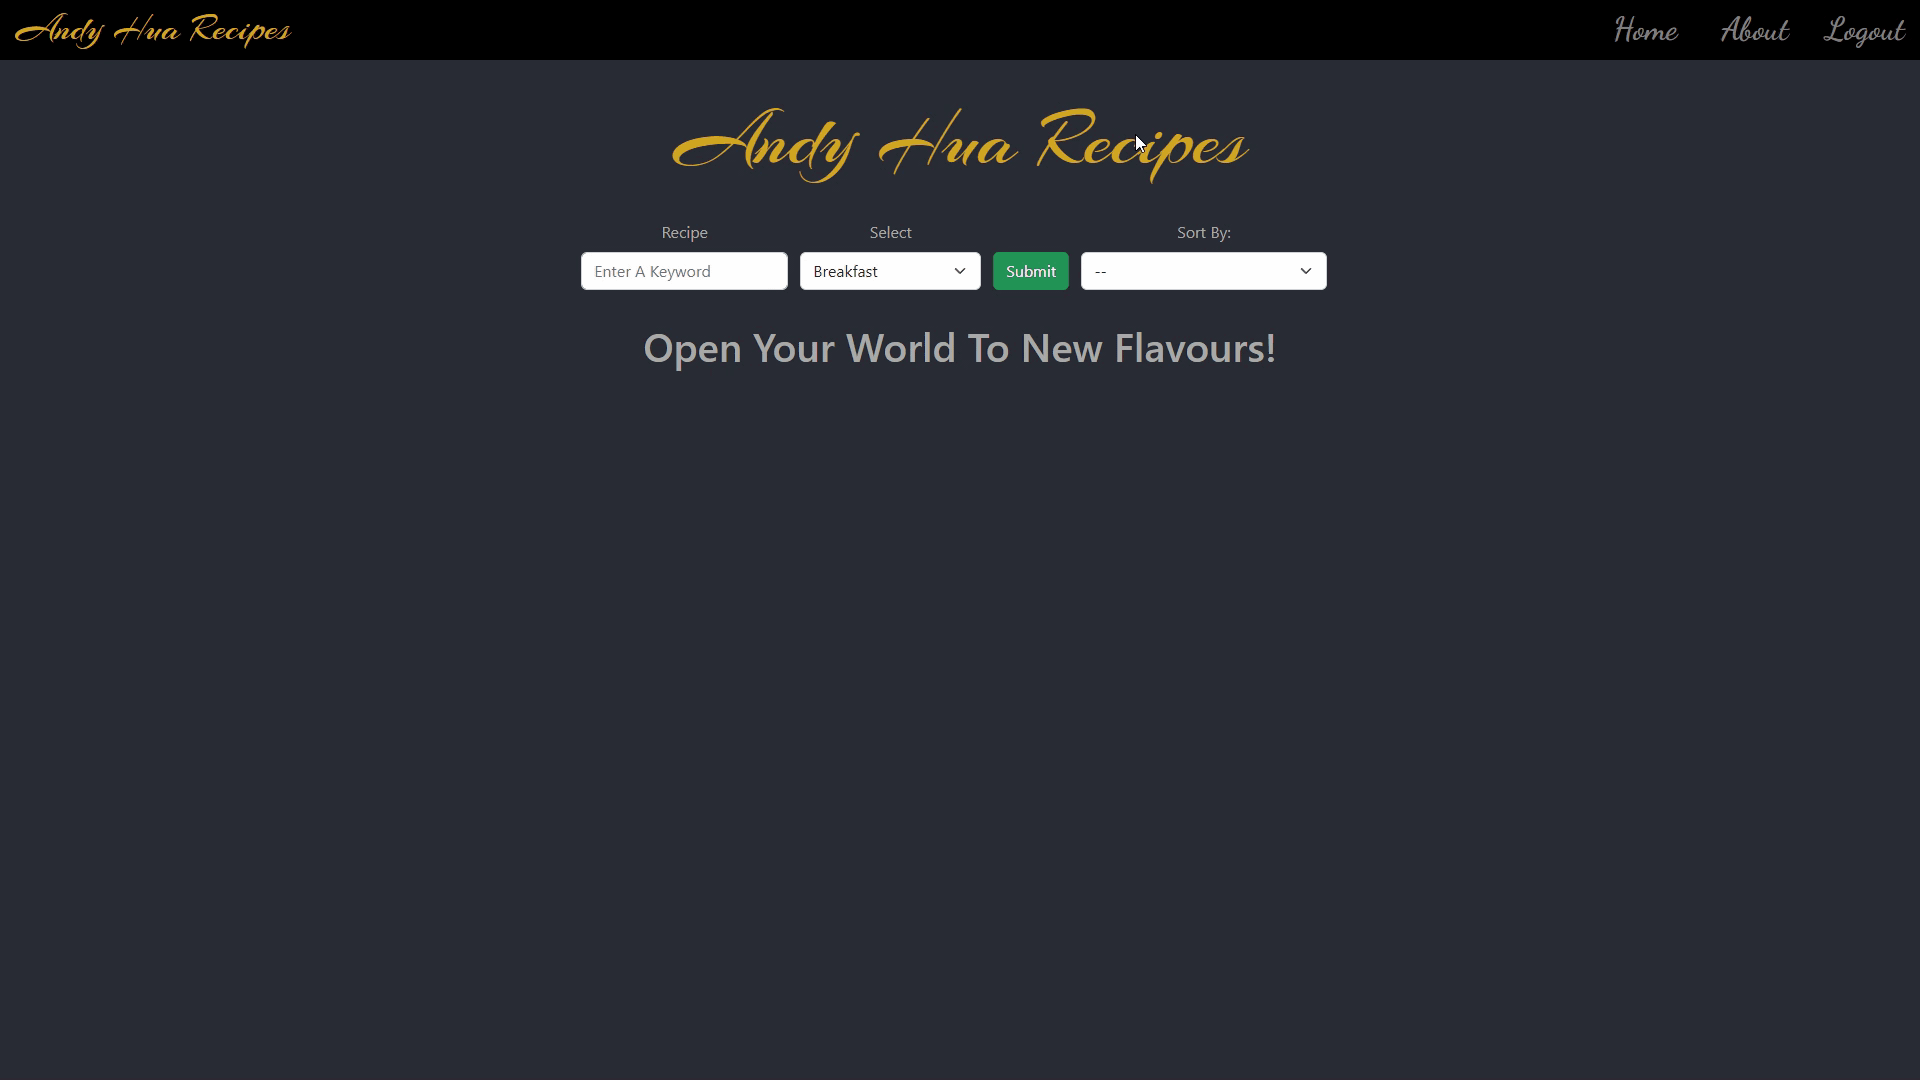 Andy Hua Recipes
Home About Logout
Andy Hua Recipes
Recipe Select Sort By:
Enter A Keyword Breakfast Submit --
Open Your World To New Flavours!